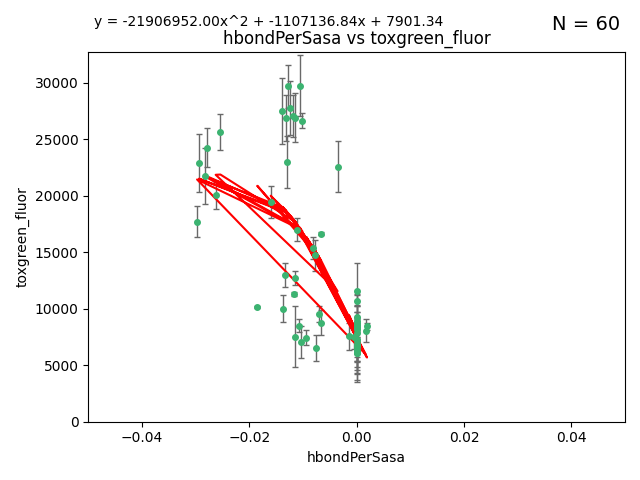 y = -21906952.00x^2 + -1107136.84x + 7901.34
N = 60
hbondPerSasa vs toxgreen_fluor
30000
25000
20000
15000
10000
5000
0
toxgreen_fluor
−0.04
−0.02
0.00
0.02
0.04
hbondPerSasa